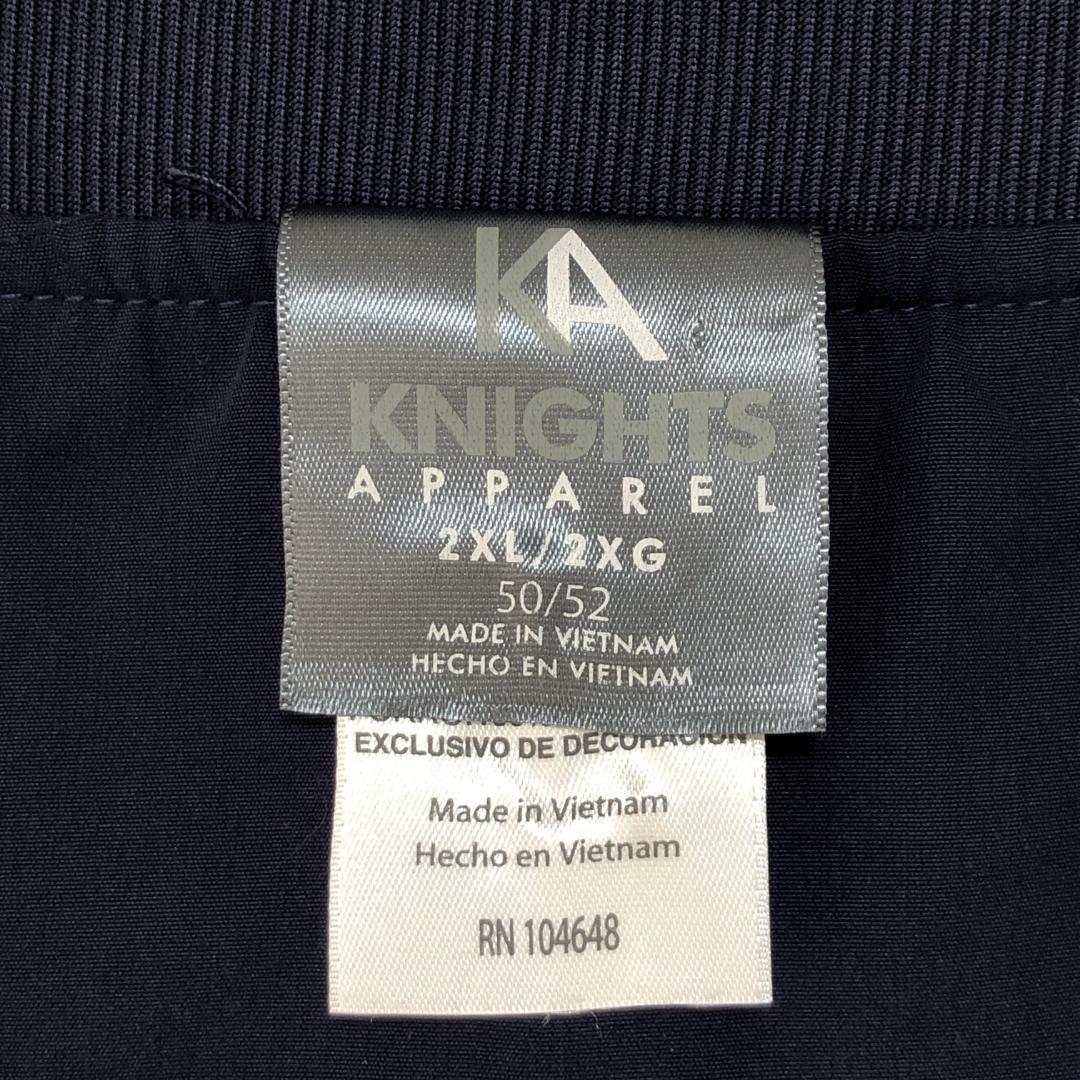 KA
KNIGHTS
APPAREL
2XL/2XG
50/52
MADE IN VIETNAM
HECHO EN VIETNAM
EXCLUSIVO DE DECORACIÓN
Made in Vietnam
Hecho en Vietnam
RN 104648